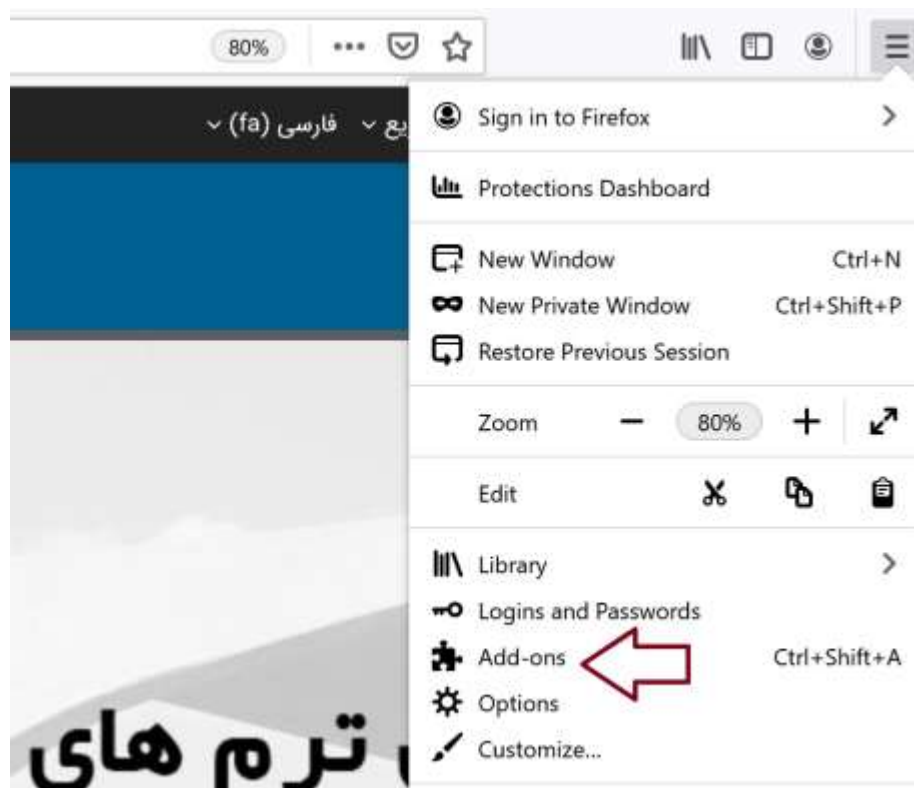 80%
فارسی (fa)
Sign in to Firefox
Protections Dashboard
New Window Ctrl+N
New Private Window Ctrl+Shift+P
Restore Previous Session
Zoom 80%
Edit
Library
Logins and Passwords
Add-ons Ctrl+Shift+A
Options
Customize...
ترم های